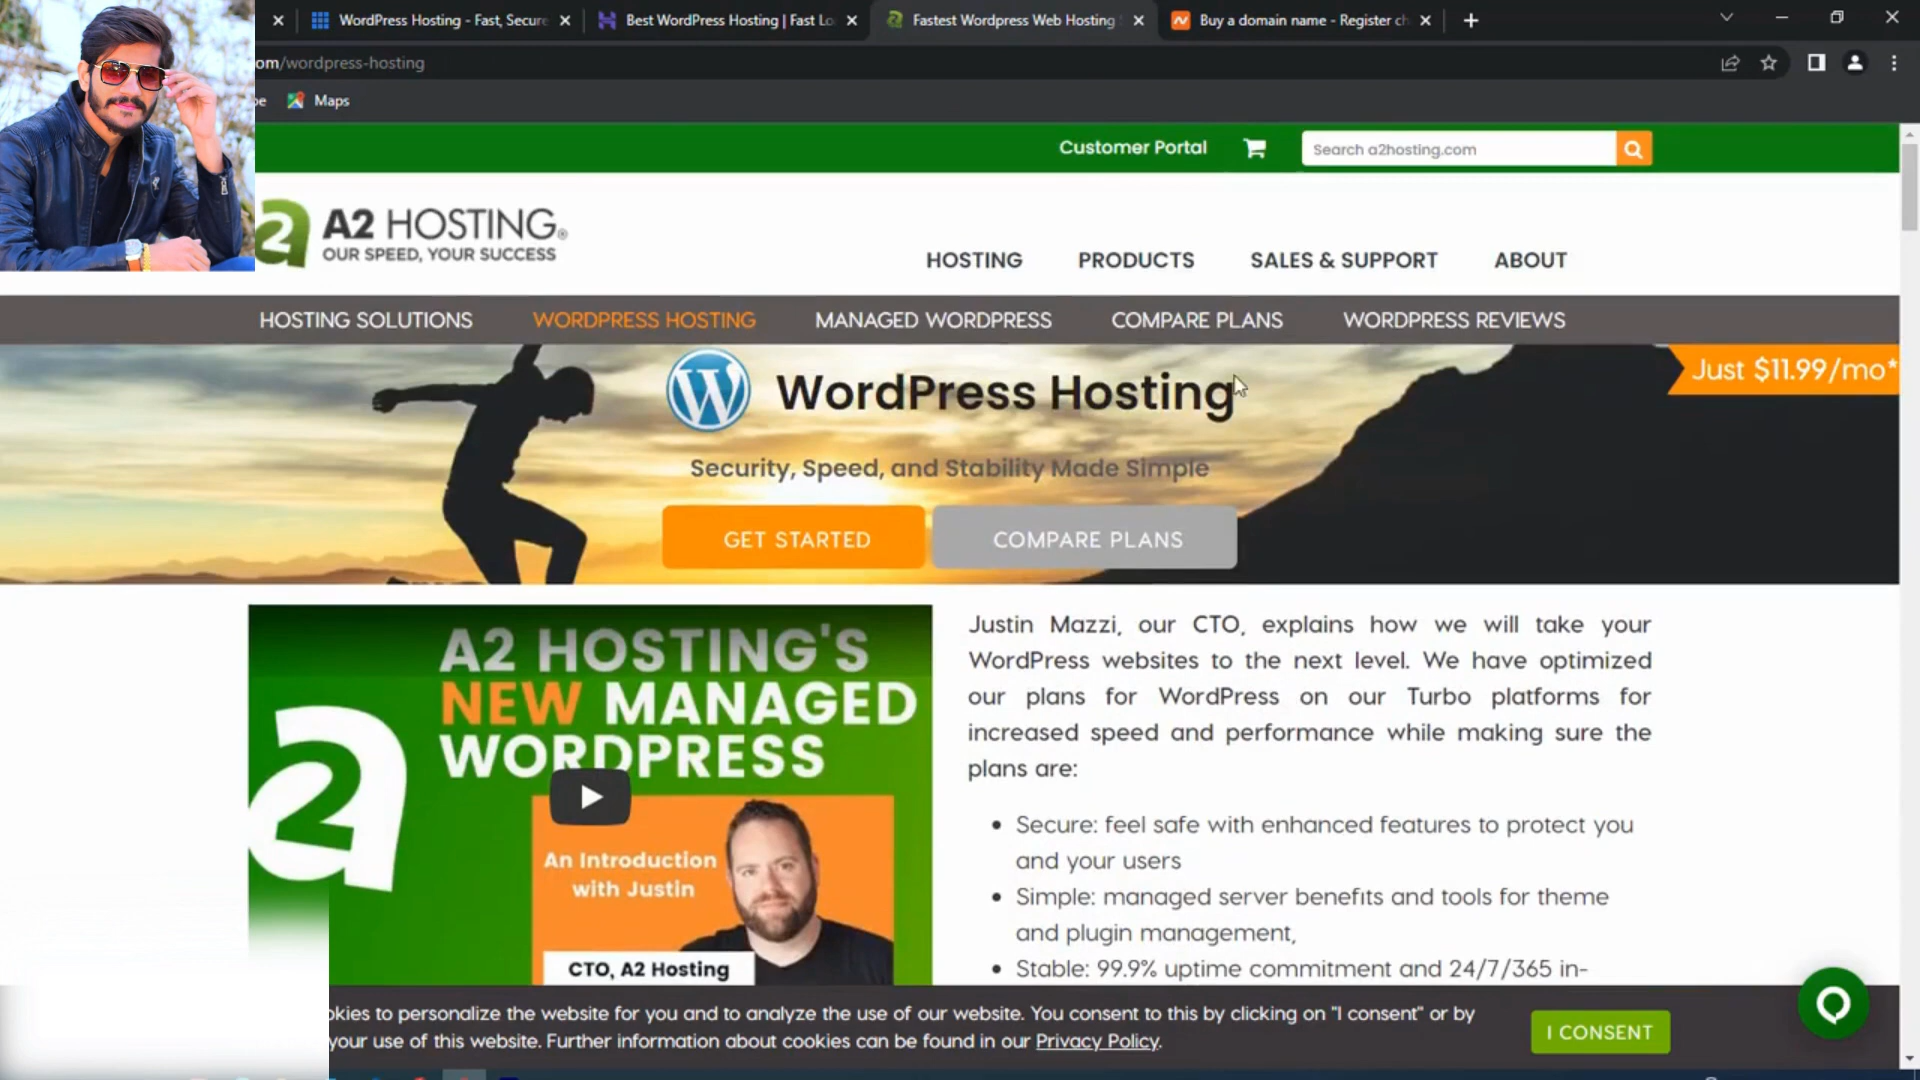 WordPress Hosting - Fast, Secure
Best WordPress Hosting | Fast Lo
Fastest Wordpress Web Hosting
Buy a domain name - Register ch
om/wordpress-hosting
be
Maps
Customer Portal
Search a2hosting.com
A2 HOSTING®
OUR SPEED, YOUR SUCCESS
HOSTING
PRODUCTS
SALES & SUPPORT
ABOUT
HOSTING SOLUTIONS
WORDPRESS HOSTING
MANAGED WORDPRESS
COMPARE PLANS
WORDPRESS REVIEWS
Just $11.99/mo*
WordPress Hosting
Security, Speed, and Stability Made Simple
GET STARTED
COMPARE PLANS
A2 HOSTING'S
NEW MANAGED
WORDPRESS
An Introduction
with Justin
CTO, A2 Hosting
Justin Mazzi, our CTO, explains how we will take your
WordPress websites to the next level. We have optimized
our plans for WordPress on our Turbo platforms for
increased speed and performance while making sure the
plans are:
• Secure: feel safe with enhanced features to protect you
and your users
• Simple: managed server benefits and tools for theme
and plugin management,
• Stable: 99.9% uptime commitment and 24/7/365 in-
okies to personalize the website for you and to analyze the use of our website. You consent to this by clicking on "I consent" or by
your use of this website. Further information about cookies can be found in our Privacy Policy.
I CONSENT